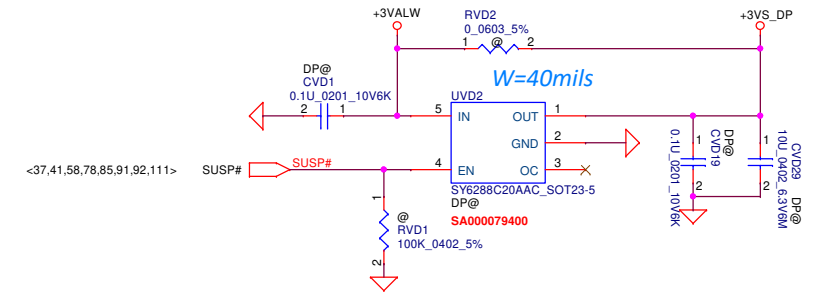 +3VALW
RVD2
0_0603_5%
+3VS_DP
1
@
2
DP@
CVD1
0.1U_0201_10V6K
2
1
W=40mils
UVD2
5
IN
OUT
1
GND
2
4
EN
OC
3
SY6288C20AAC_SOT23-5
DP@
SA000079400
<37,41,58,78,85,91,92,111>
SUSP#
SUSP#
1
@
RVD1
100K_0402_5%
2
1
2
DP@
CVD19
0.1U_0201_10V6K
1
2
CVD29
10U_0402_6.3V6M
DP@